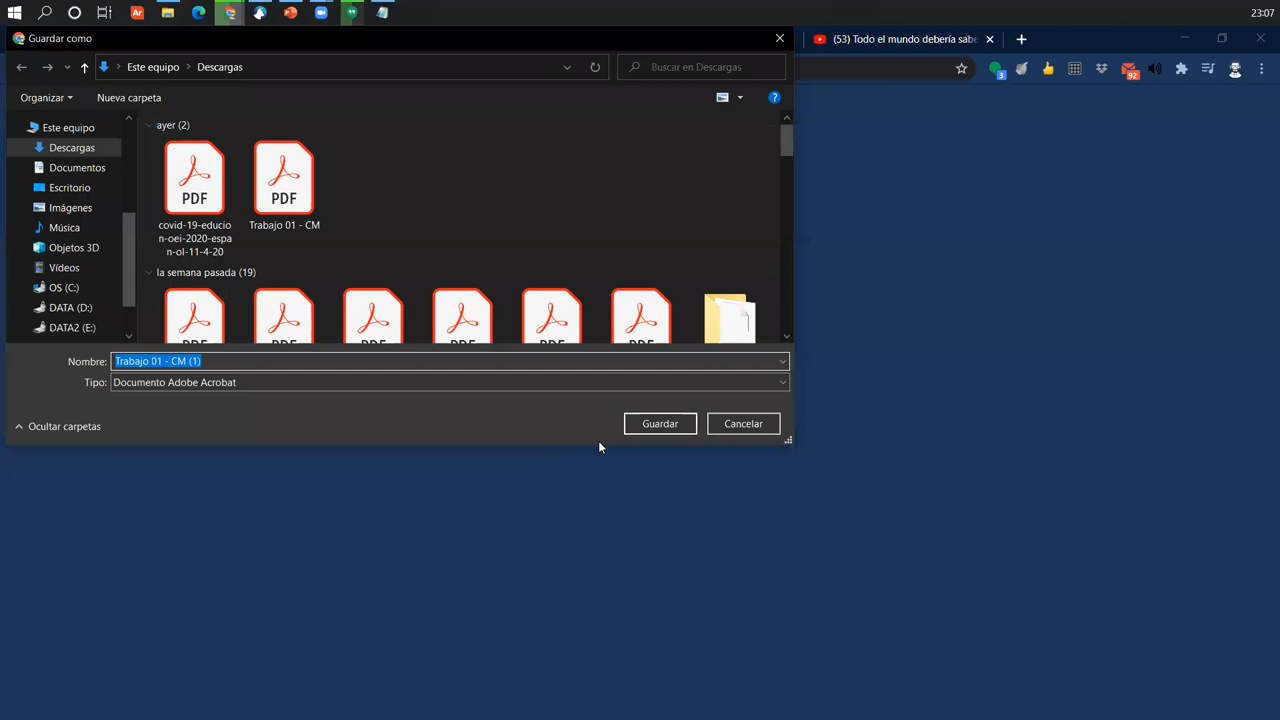 23:07
Guardar como
(53) Todo el mundo debería sabe
Este equipo
Descargas
Buscar en Descargas
3
92
Organizar
Nueva carpeta
?
Este equipo
Descargas
Documentos
Escritorio
Imágenes
Música
Objetos 3D
Vídeos
OS (C:)
DATA (D:)
DATA2 (E:)
ayer (2)
PDF
PDF
covid-19-educio
n-oei-2020-espa
n-ol-11-4-20
Trabajo 01 - CM
la semana pasada (19)
Nombre:
Trabajo 01 - CM (1)
Tipo:
Documento Adobe Acrobat
Ocultar carpetas
Guardar
Cancelar